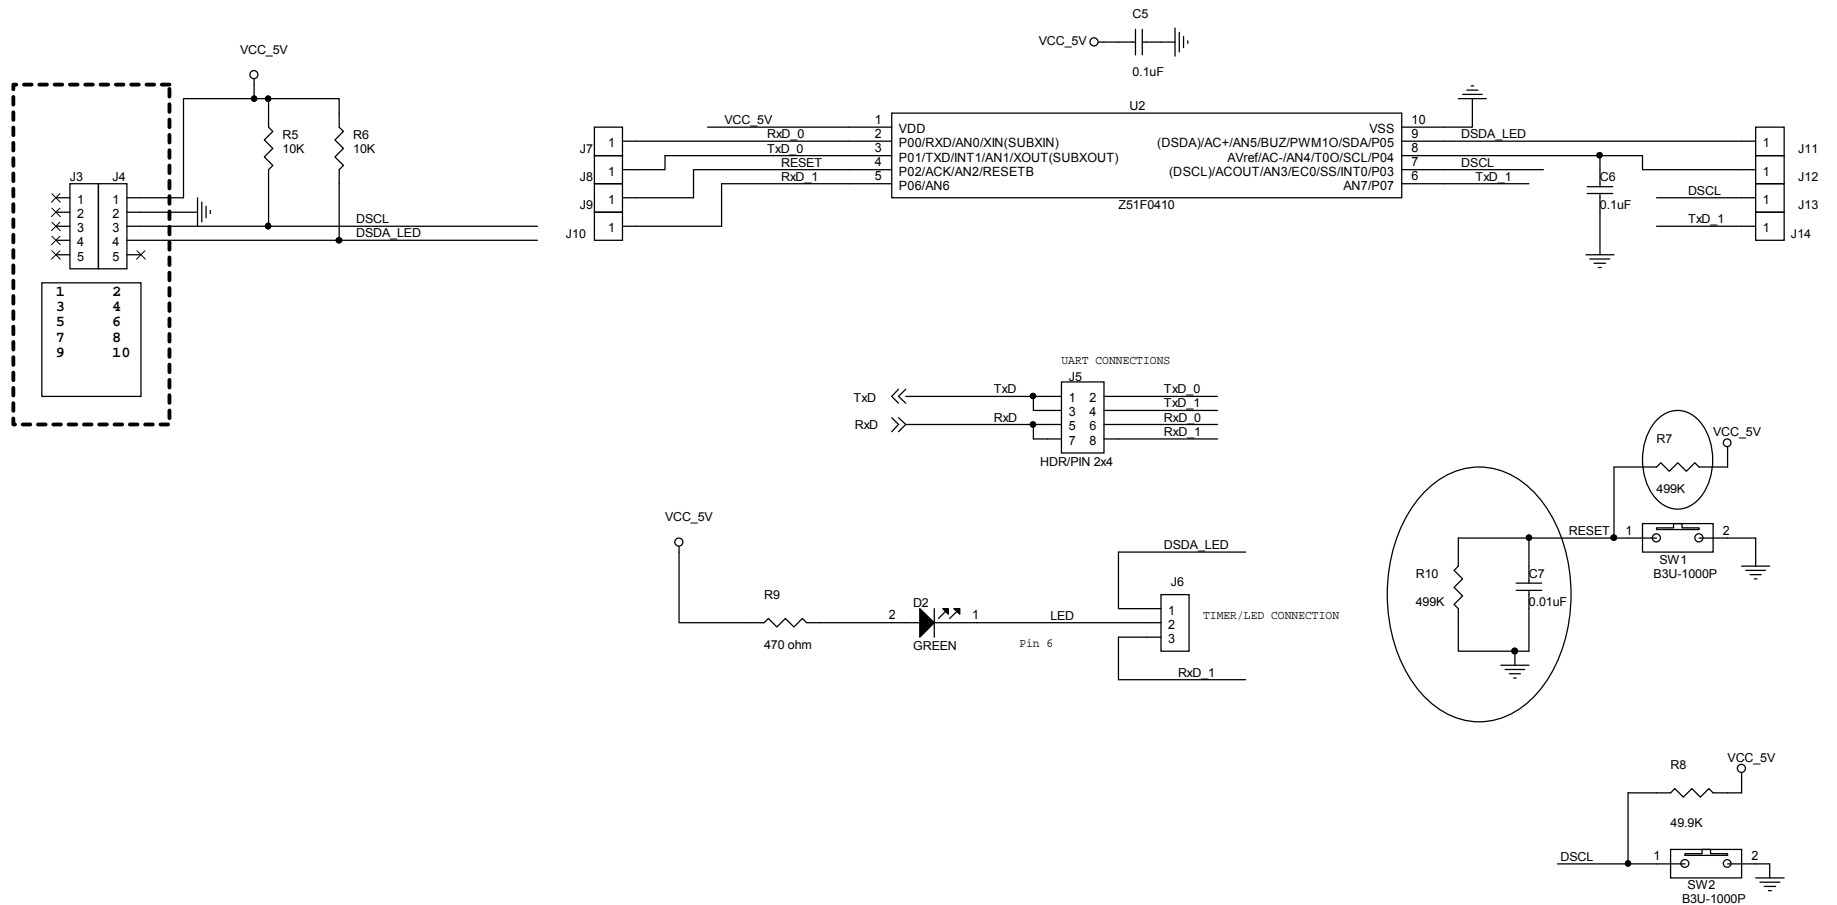 C5
VCC_5V
0.1uF
VCC_5V
R5
10K
R6
10K
J3
J4
1 1
2 2
3 3
4 4
5 5
DSCL
DSDA_LED
1 2
3 4
5 6
7 8
9 10
U2
VCC_5V 1 VDD
RxD_0 2 P00/RXD/AN0/XIN(SUBXIN)
TxD_0 3 P01/TXD/INT1/AN1/XOUT(SUBXOUT)
RESET 4 P02/ACK/AN2/RESETB
RxD_1 5 P06/AN6
VSS 10
(DSDA)/AC+/AN5/BUZ/PWM1O/SDA/P05 9 DSDA_LED
AVref/AC-/AN4/T0O/SCL/P04 8
(DSCL)/ACOUT/AN3/EC0/SS/INT0/P03 7 DSCL
AN7/P07 6 TxD_1
Z51F0410
J7 1
J8 1
J9 1
J10 1
C6
0.1uF
1 J11
1 J12
DSCL 1 J13
TxD_1 1 J14
UART CONNECTIONS
J5
TxD TxD 1 2 TxD_0
3 4 TxD_1
RxD RxD 5 6 RxD_0
7 8 RxD_1
HDR/PIN 2x4
R7
VCC_5V
499K
RESET 1 2
SW1
B3U-1000P
R10
499K
C7
0.01uF
VCC_5V
R9
470 ohm
2 D2 1
GREEN
LED
Pin 6
DSDA_LED
J6
1
2
3
TIMER/LED CONNECTION
RxD_1
R8
VCC_5V
49.9K
DSCL 1 2
SW2
B3U-1000P